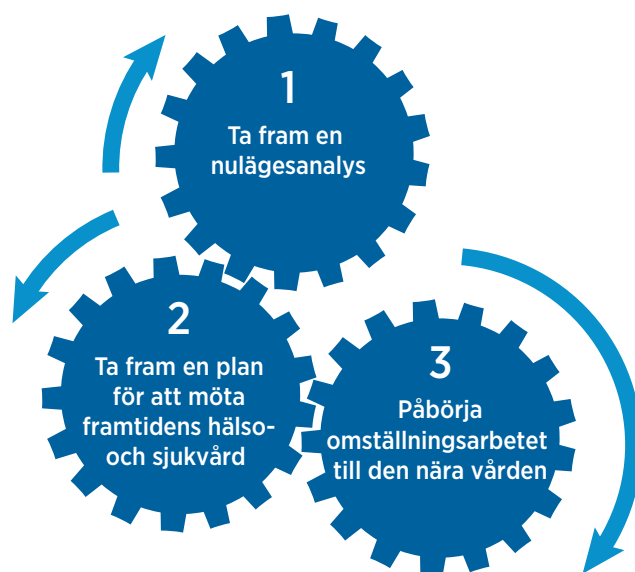 1
Ta fram en
nulägesanalys
2
Ta fram en plan
för att möta
framtidens hälso-
och sjukvård
3
Påbörja
omställningsarbetet
till den nära vården